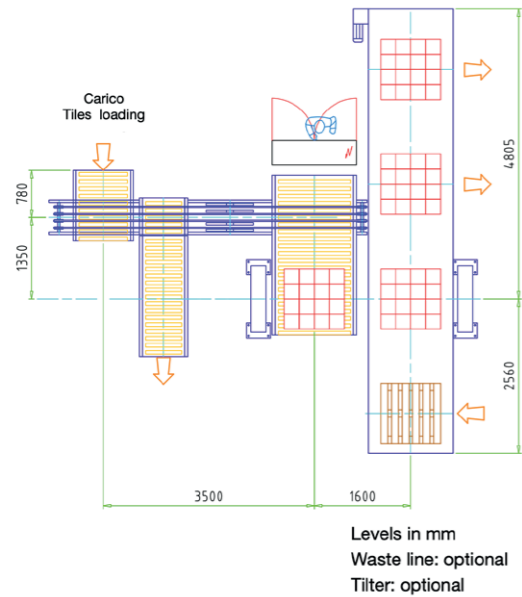 Carico
Tiles loading
780
1350
4805
2560
3500
1600
Levels in mm
Waste line: optional
Tilter: optional